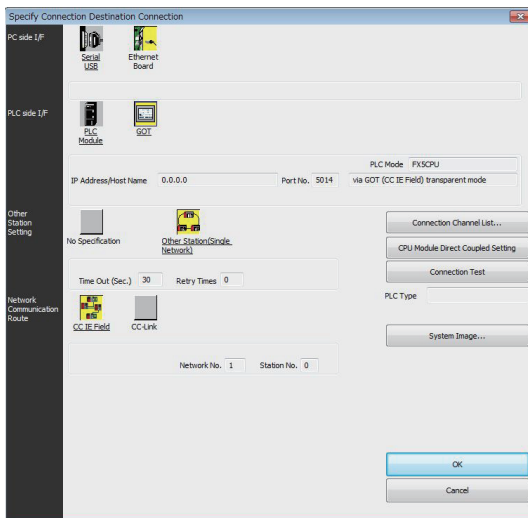 Specify Connection Destination Connection
PC side I/F
Serial
USB
Ethernet
Board
PLC side I/F
PLC
Module
GOT
PLC Mode FX5CPU
IP Address/Host Name 0.0.0.0 Port No. 5014 via GOT (CC IE Field) transparent mode
Other
Station
Setting
No Specification
Other Station(Single
Network)
Connection Channel List...
CPU Module Direct Coupled Setting
Time Out (Sec.) 30 Retry Times 0
Connection Test
PLC Type
Network
Communication
Route
CC IE Field
CC-Link
System Image...
Network No. 1 Station No. 0
OK
Cancel